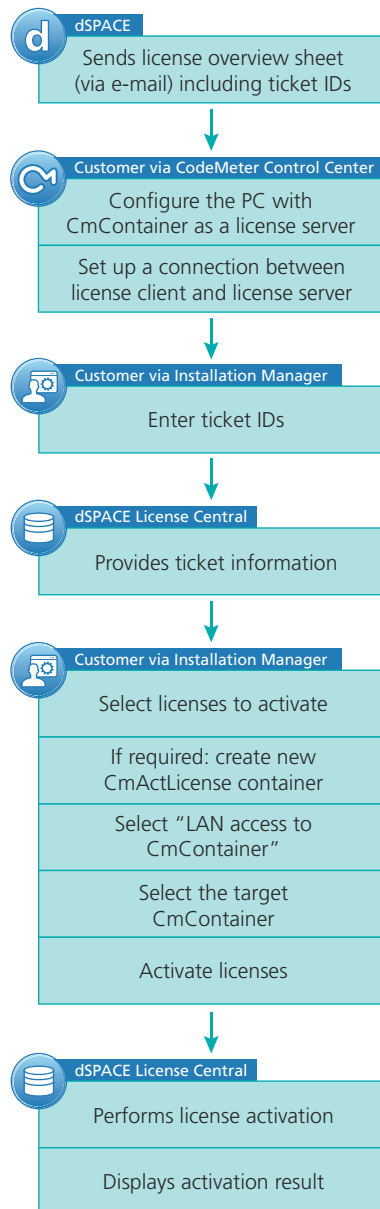 d
dSPACE
Sends license overview sheet
(via e-mail) including ticket IDs
Customer via CodeMeter Control Center
Configure the PC with
CmContainer as a license server
Set up a connection between
license client and license server
Customer via Installation Manager
Enter ticket IDs
dSPACE License Central
Provides ticket information
Customer via Installation Manager
Select licenses to activate
If required: create new
CmActLicense container
Select “LAN access to
CmContainer”
Select the target
CmContainer
Activate licenses
dSPACE License Central
Performs license activation
Displays activation result